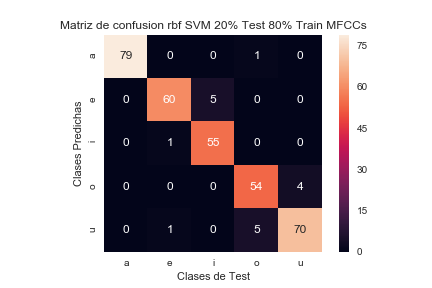 Matriz de confusion rbf SVM 20% Test 80% Train MFCCs
Clases Predichas
a 79 0 0 1 0
e 0 60 5 0 0
i 0 1 55 0 0
o 0 0 0 54 4
u 0 1 0 5 70
a e i o u
Clases de Test
75
60
45
30
15
0